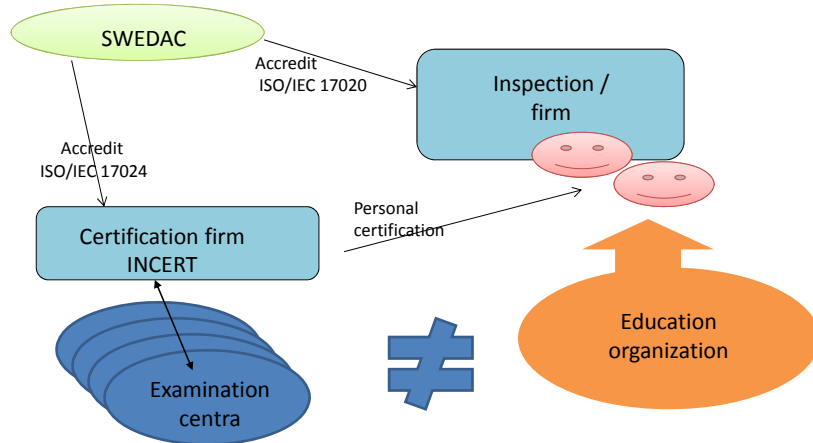 SWEDAC
Accredit
ISO/IEC 17020
Inspection /
firm
Accredit
ISO/IEC 17024
Personal
certification
Certification firm
INCERT
Education
organization
Examination
centra
≠